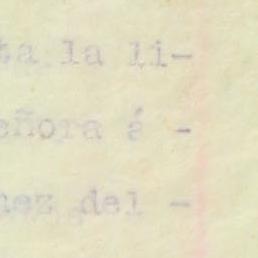 ta la li-
eñora á -
nez del -